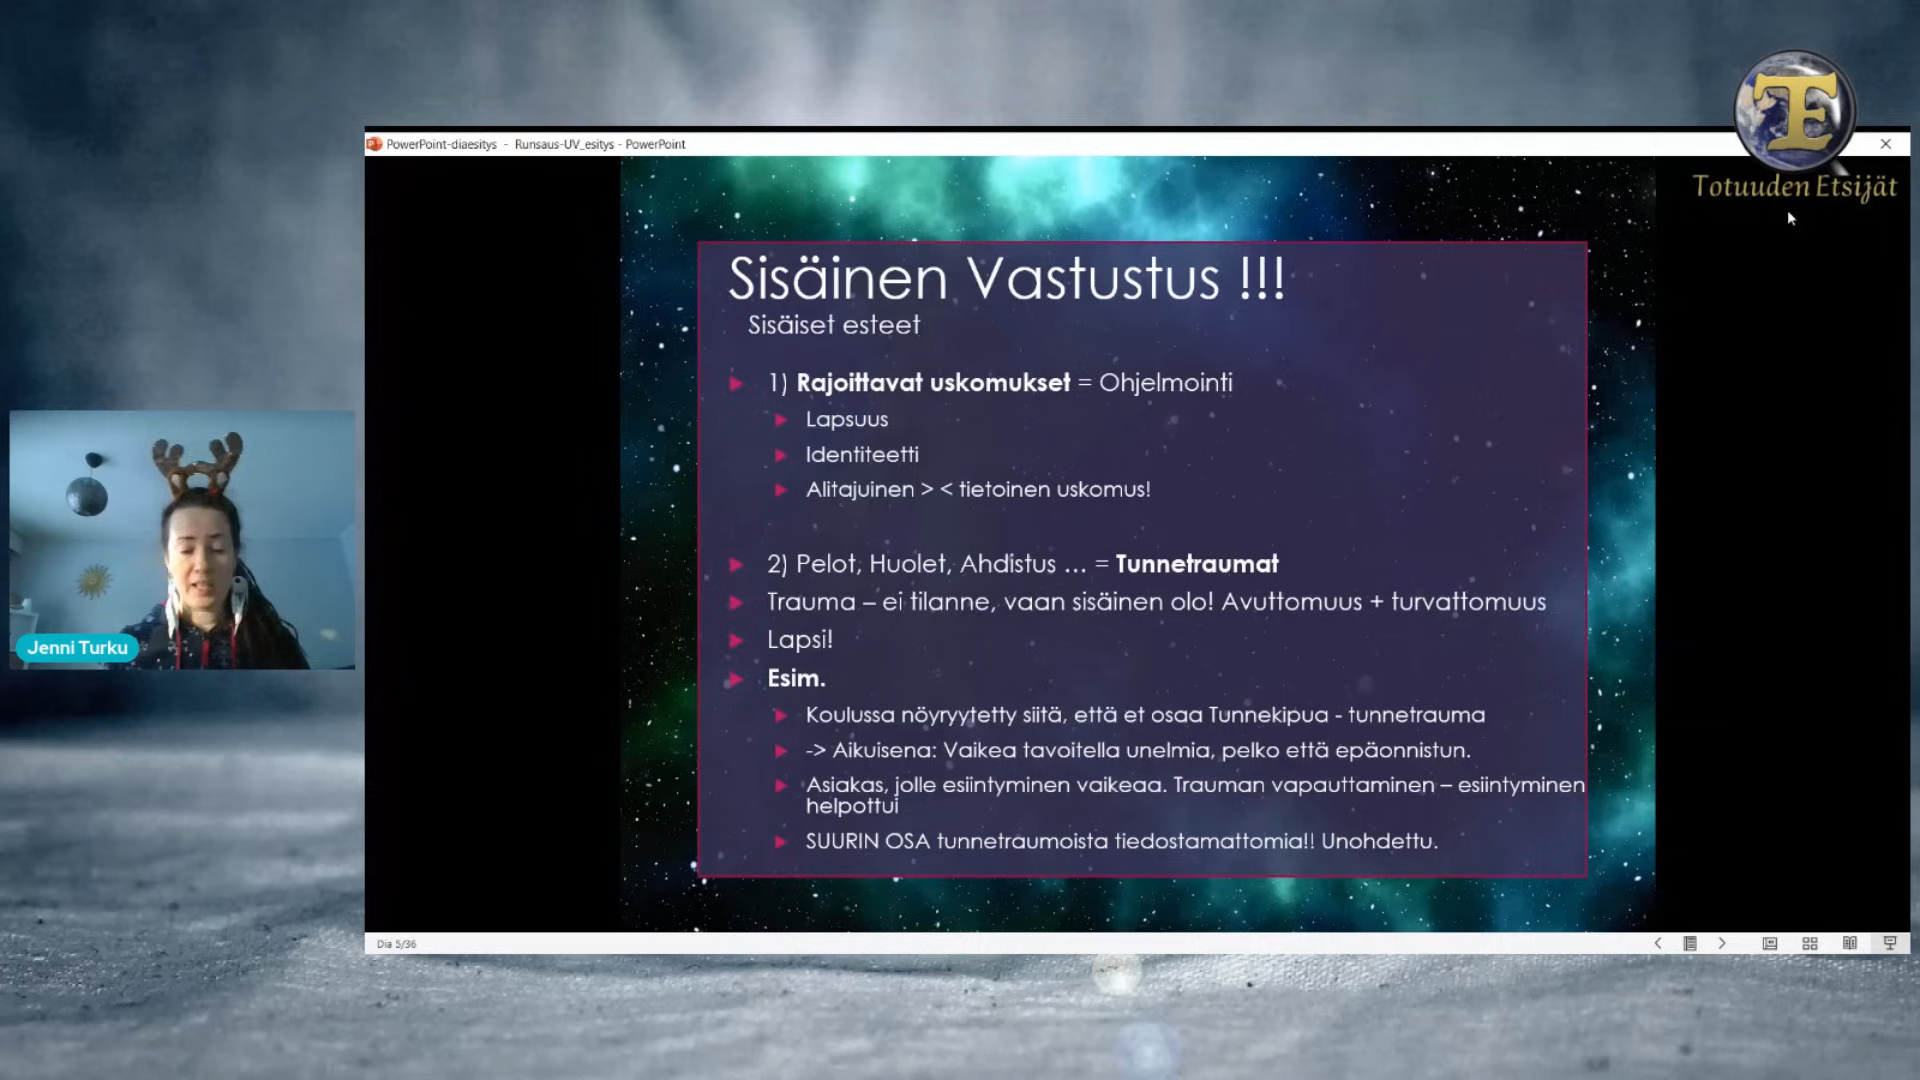 PowerPoint-diaesitys - Runsaus-UV_esitys - PowerPoint
T
Totuuden Etsijät
Sisäinen Vastustus !!!
Sisäiset esteet
1) Rajoittavat uskomukset = Ohjelmointi
Lapsuus
Identiteetti
Alitajuinen > < tietoinen uskomus!
2) Pelot, Huolet, Ahdistus ... = Tunnetraumat
Trauma – ei tilanne, vaan sisäinen olo! Avuttomuus + turvattomuus
Lapsi!
Esim.
Koulussa nöyryytetty siitä, että et osaa Tunnekipua - tunnetrauma
-> Aikuisena: Vaikea tavoitella unelmia, pelko että epäonnistun.
Asiakas, jolle esiintyminen vaikeaa. Trauman vapauttaminen – esiintyminen
helpottui
SUURIN OSA tunnetraumoista tiedostamattomia!! Unohdettu.
Jenni Turku
Dia 5/36